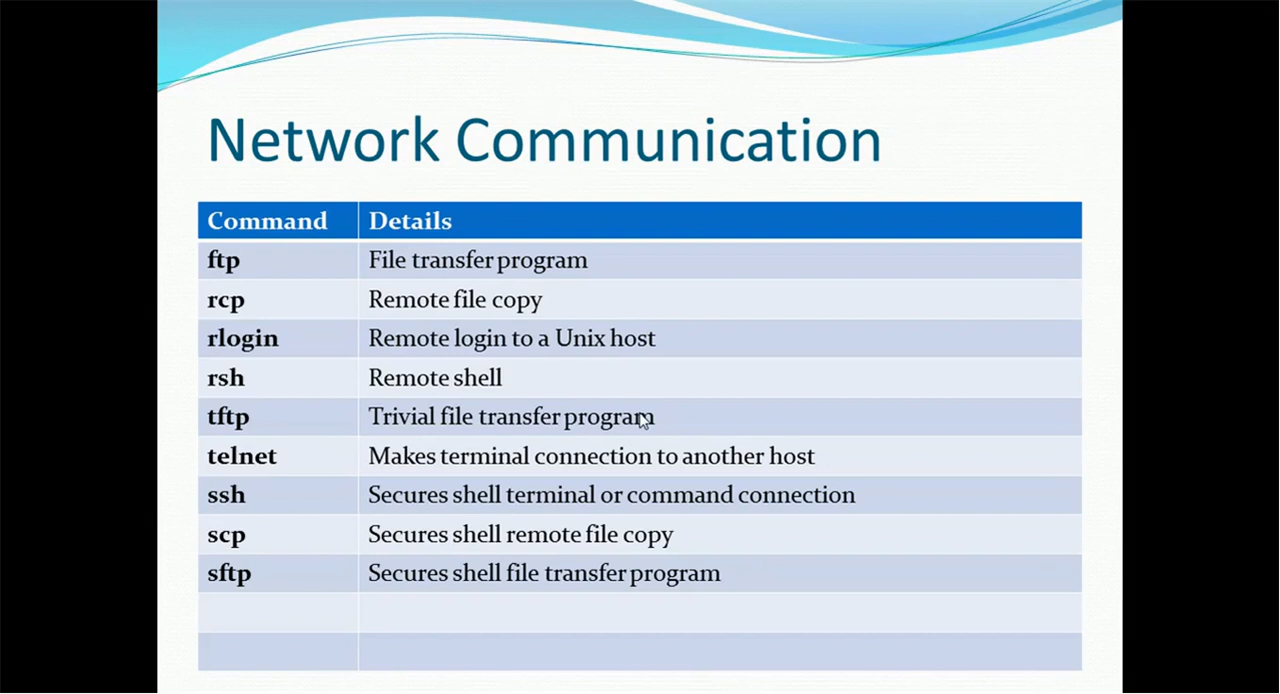 Network Communication
Command Details
ftp File transfer program
rcp Remote file copy
rlogin Remote login to a Unix host
rsh Remote shell
tftp Trivial file transfer program
telnet Makes terminal connection to another host
ssh Secures shell terminal or command connection
scp Secures shell remote file copy
sftp Secures shell file transfer program